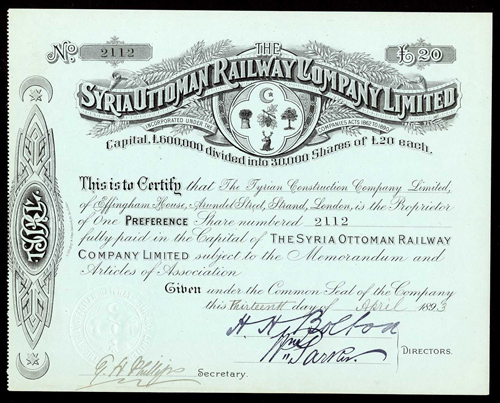 No. 2112
£20
THE
SYRIA OTTOMAN RAILWAY COMPANY LIMITED
INCORPORATED UNDER THE COMPANIES ACTS 1862 TO 1890
Capital, £600,000 divided into 30,000 Shares of £20 each.
This is to Certify that The Tyrian Construction Company Limited,
of Effingham House, Arundel Street, Strand, London, is the Proprietor
of One PREFERENCE Share numbered 2112
fully paid in the Capital of THE SYRIA OTTOMAN RAILWAY
COMPANY LIMITED subject to the Memorandum and
Articles of Association.
Given under the Common Seal of the Company
this thirteenth day of April 1893
H. H. Bolton
Wm Parker
DIRECTORS.
G. H. Phillips
Secretary.